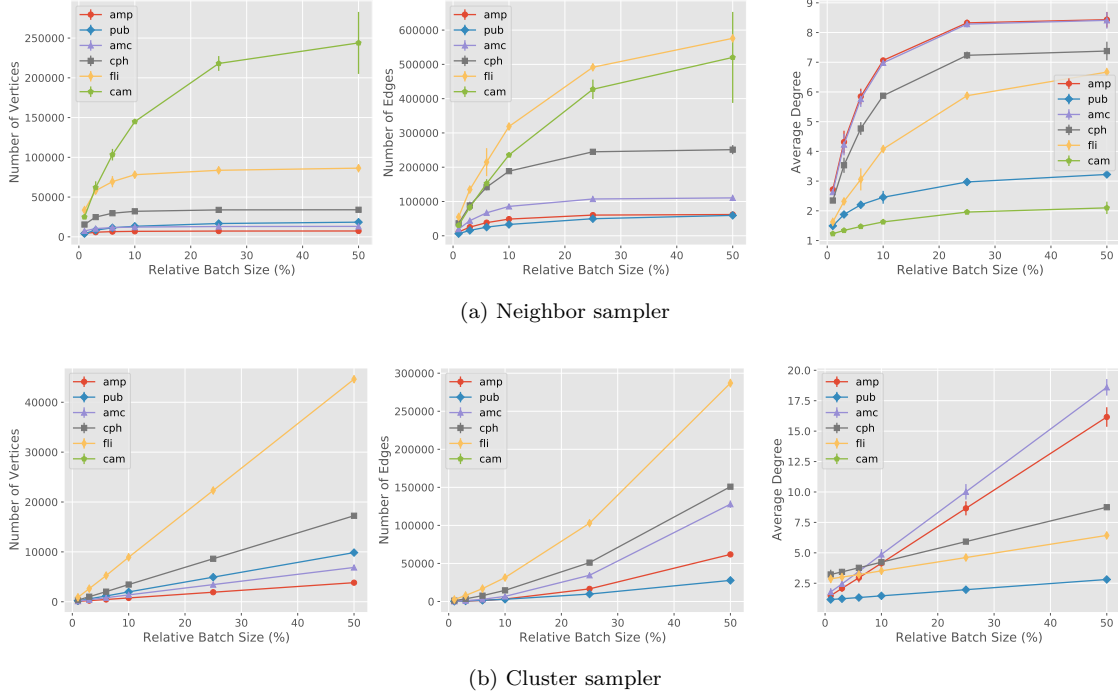 250000
200000
150000
100000
50000
0
Number of Vertices
amp
pub
amc
cph
fli
cam
0 10 20 30 40 50
Relative Batch Size (%)
600000
500000
400000
300000
200000
100000
0
Number of Edges
amp
pub
amc
cph
fli
cam
0 10 20 30 40 50
Relative Batch Size (%)
9
8
7
6
5
4
3
2
1
Average Degree
amp
pub
amc
cph
fli
cam
0 10 20 30 40 50
Relative Batch Size (%)
(a) Neighbor sampler
40000
30000
20000
10000
0
Number of Vertices
amp
pub
amc
cph
fli
cam
0 10 20 30 40 50
Relative Batch Size (%)
300000
250000
200000
150000
100000
50000
0
Number of Edges
amp
pub
amc
cph
fli
cam
0 10 20 30 40 50
Relative Batch Size (%)
20.0
17.5
15.0
12.5
10.0
7.5
5.0
2.5
Average Degree
amp
pub
amc
cph
fli
cam
0 10 20 30 40 50
Relative Batch Size (%)
(b) Cluster sampler